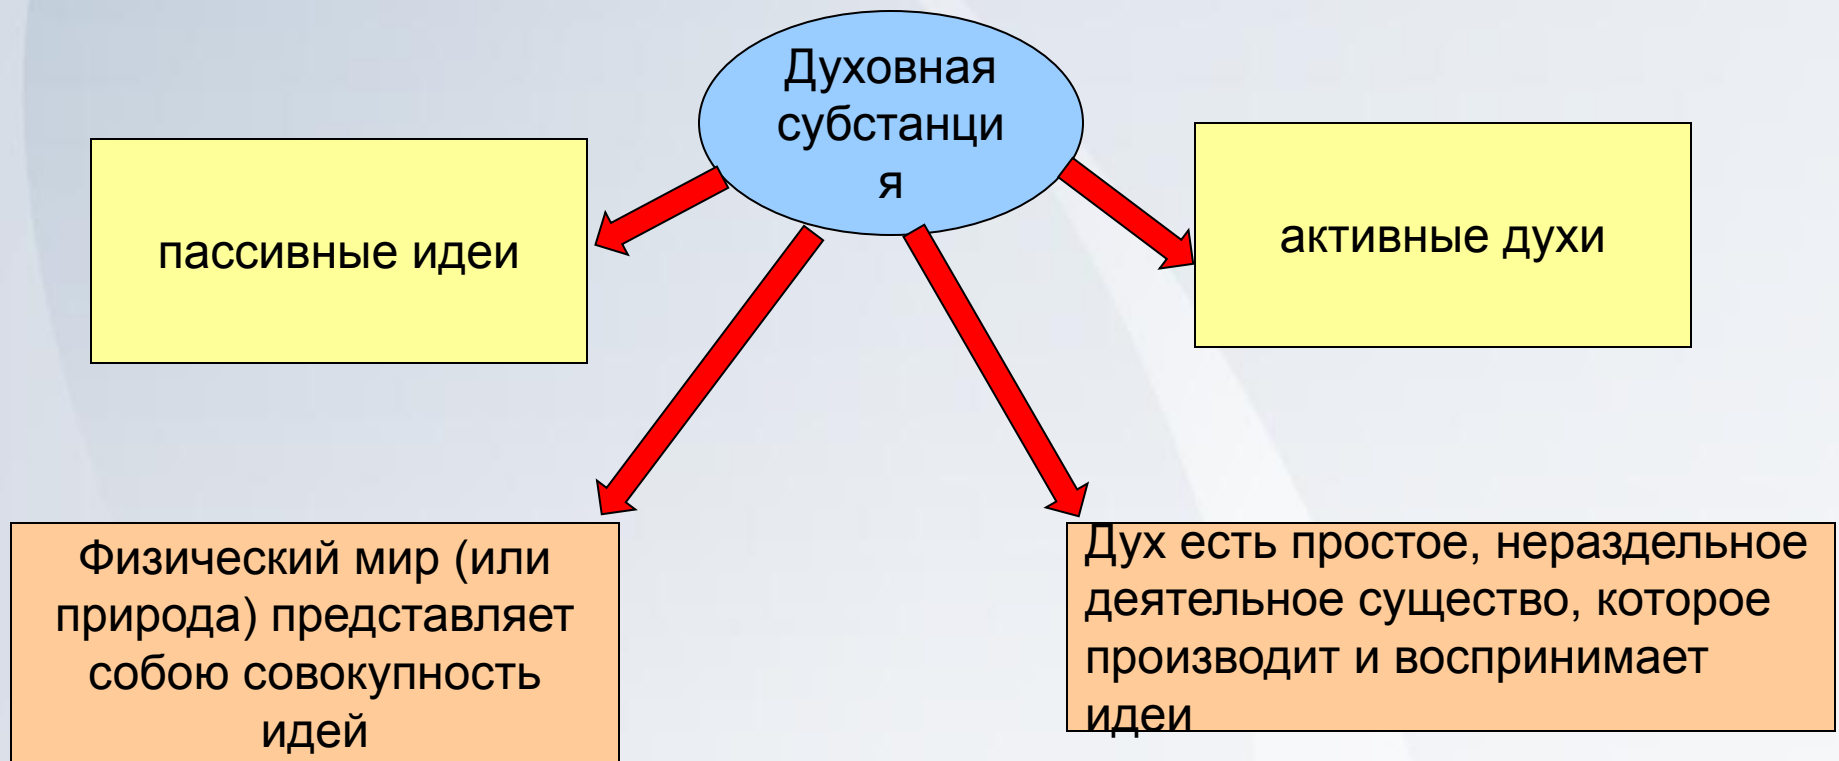 Духовная
субстанци
я
пассивные идеи
активные духи
Физический мир (или
природа) представляет
собою совокупность
идей
Дух есть простое, нераздельное
деятельное существо, которое
производит и воспринимает
идеи